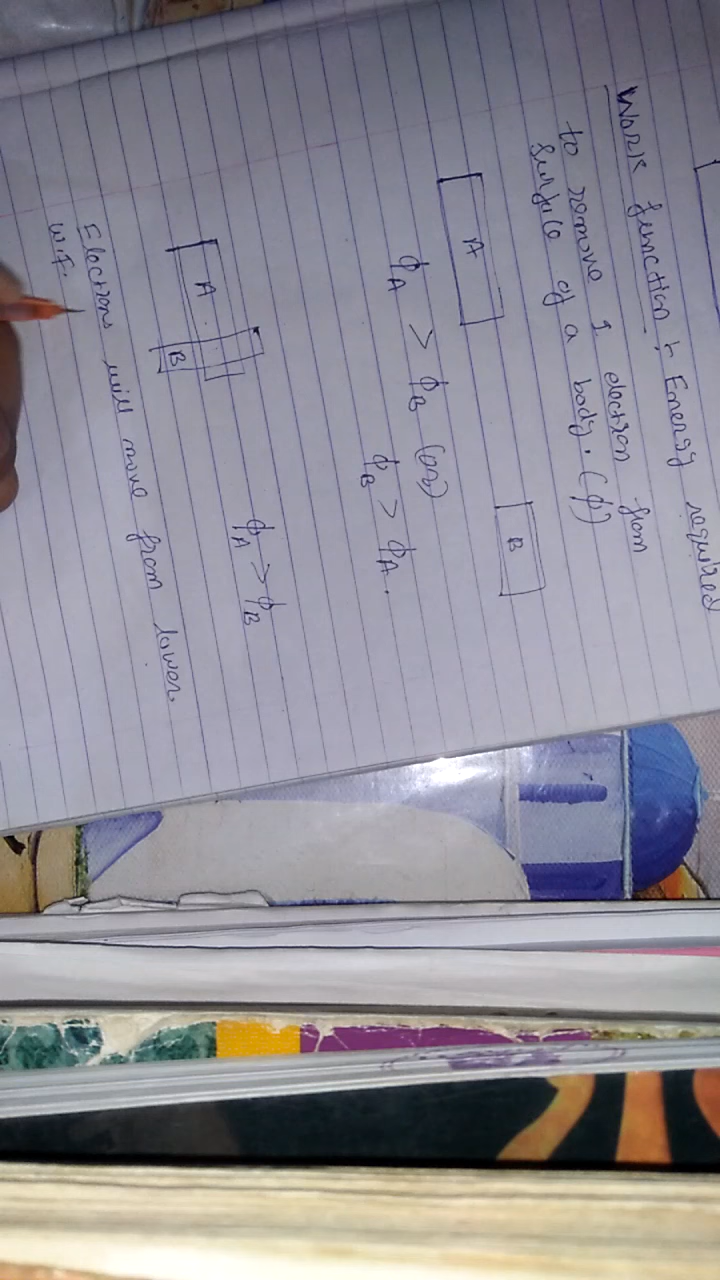 Work function :- Energy required
to remove 1 electron from
surface of a body. (ϕ)
A B
ϕA > ϕB (or)
ϕB > ϕA.
A B ϕA > ϕB
Electrons will move from lower
W.F.